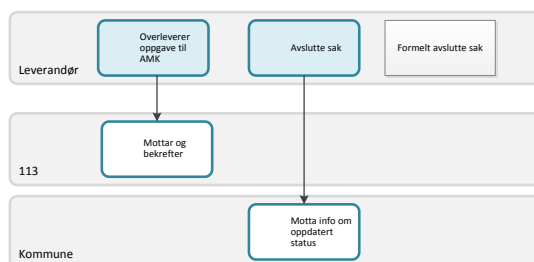 Overleverer
oppgave til
AMK
Avslutte sak
Formelt avslutte sak
Leverandør
Mottar og
bekrefter
113
Motta info om
oppdatert
status
Kommune